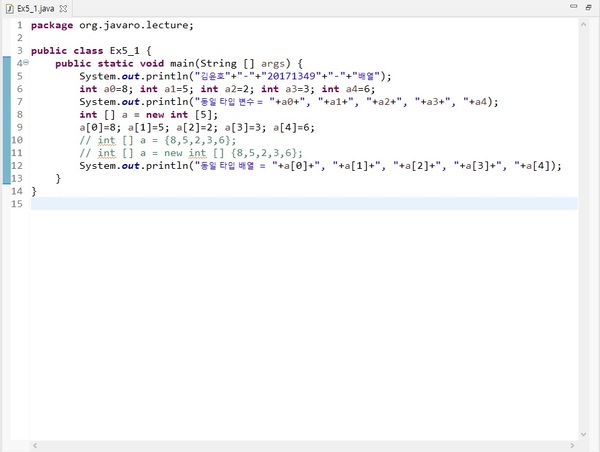 Ex5_1.java
1 package org.javaro.lecture;
2
3 public class Ex5_1 {
4 public static void main(String [] args) {
5 System.out.println("김윤호"+"-"+"20171349"+"-"+"배열");
6 int a0=8; int a1=5; int a2=2; int a3=3; int a4=6;
7 System.out.println("동일 타입 변수 = "+a0+", "+a1+", "+a2+", "+a3+", "+a4);
8 int [] a = new int [5];
9 a[0]=8; a[1]=5; a[2]=2; a[3]=3; a[4]=6;
10 // int [] a = {8,5,2,3,6};
11 // int [] a = new int [] {8,5,2,3,6};
12 System.out.println("동일 타입 배열 = "+a[0]+", "+a[1]+", "+a[2]+", "+a[3]+", "+a[4]);
13 }
14 }
15